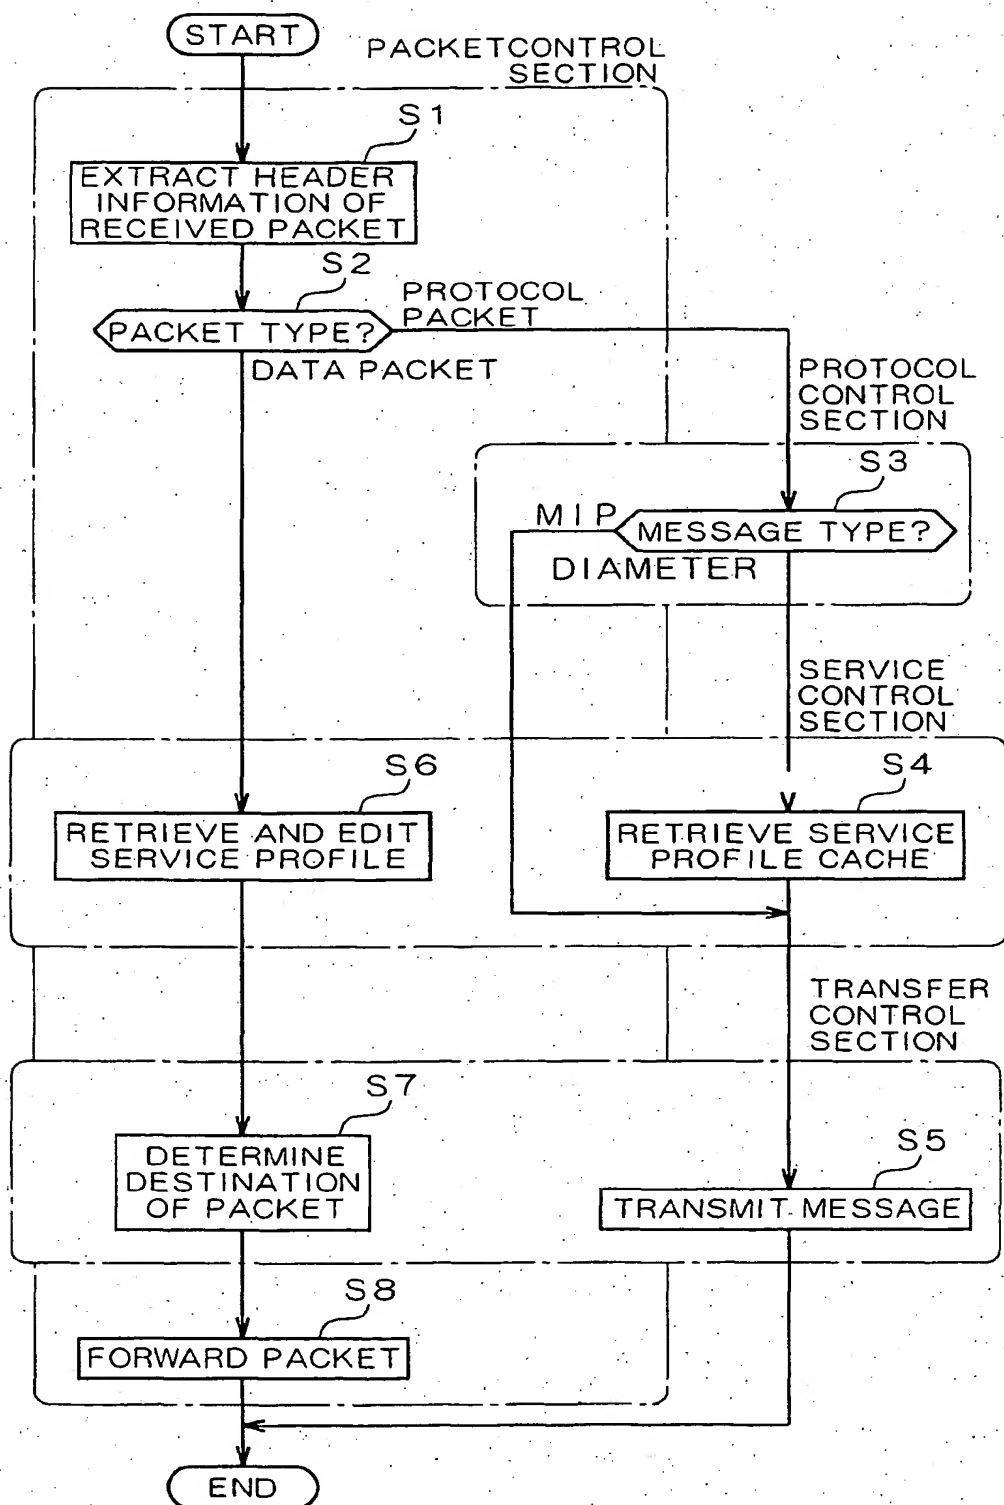 START
PACKETCONTROL
SECTION
S1
EXTRACT HEADER
INFORMATION OF
RECEIVED PACKET
S2
PACKET TYPE?
PROTOCOL
PACKET
DATA PACKET
PROTOCOL
CONTROL
SECTION
S3
MIP
MESSAGE TYPE?
DIAMETER
SERVICE
CONTROL
SECTION
S6
RETRIEVE AND EDIT
SERVICE PROFILE
S4
RETRIEVE SERVICE
PROFILE CACHE
TRANSFER
CONTROL
SECTION
S7
DETERMINE
DESTINATION
OF PACKET
S5
TRANSMIT MESSAGE
S8
FORWARD PACKET
END